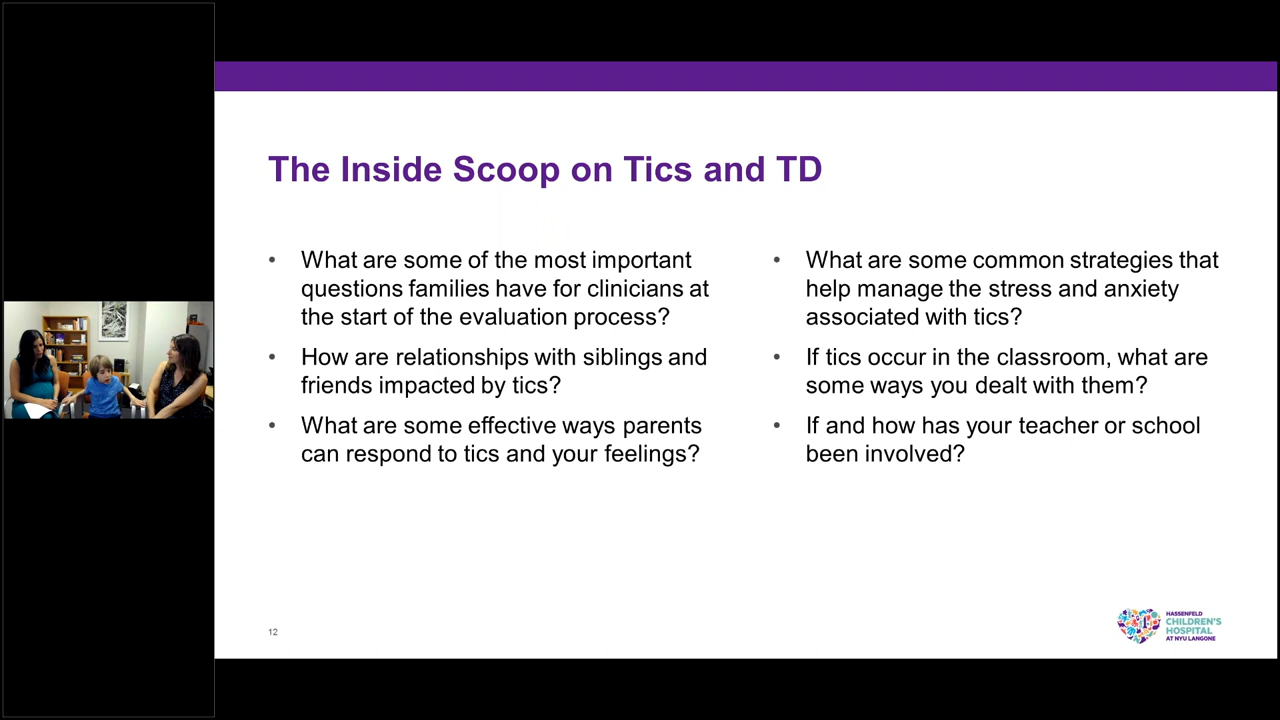 The Inside Scoop on Tics and TD
• What are some of the most important
questions families have for clinicians at
the start of the evaluation process?
• How are relationships with siblings and
friends impacted by tics?
• What are some effective ways parents
can respond to tics and your feelings?
• What are some common strategies that
help manage the stress and anxiety
associated with tics?
• If tics occur in the classroom, what are
some ways you dealt with them?
• If and how has your teacher or school
been involved?
12
HASSENFELD
CHILDREN'S
HOSPITAL
AT NYU LANGONE